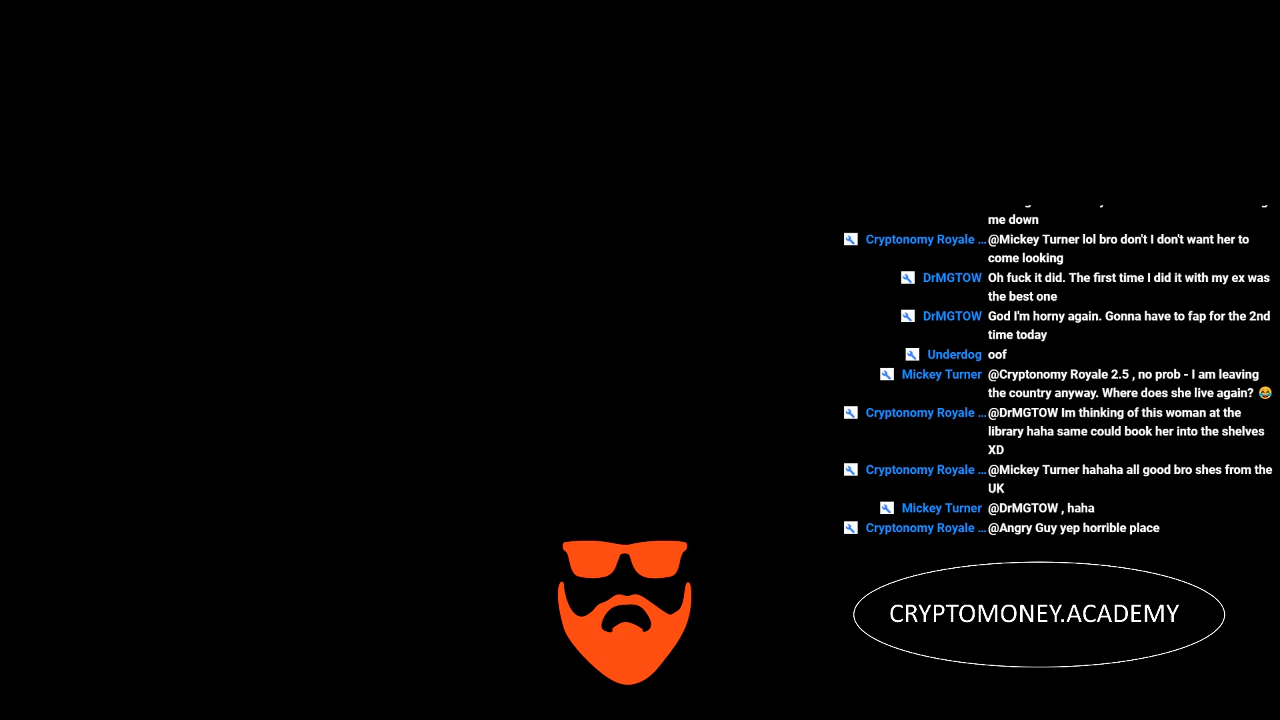 me down
Cryptonomy Royale ... @Mickey Turner lol bro don't I don't want her to
come looking
DrMGTOW Oh fuck it did. The first time I did it with my ex was
the best one
DrMGTOW God I'm horny again. Gonna have to fap for the 2nd
time today
Underdog oof
Mickey Turner @Cryptonomy Royale 2.5 , no prob - I am leaving
the country anyway. Where does she live again? 😂
Cryptonomy Royale ... @DrMGTOW Im thinking of this woman at the
library haha same could book her into the shelves
XD
Cryptonomy Royale ... @Mickey Turner hahaha all good bro shes from the
UK
Mickey Turner @DrMGTOW , haha
Cryptonomy Royale ... @Angry Guy yep horrible place
CRYPTOMONEY.ACADEMY